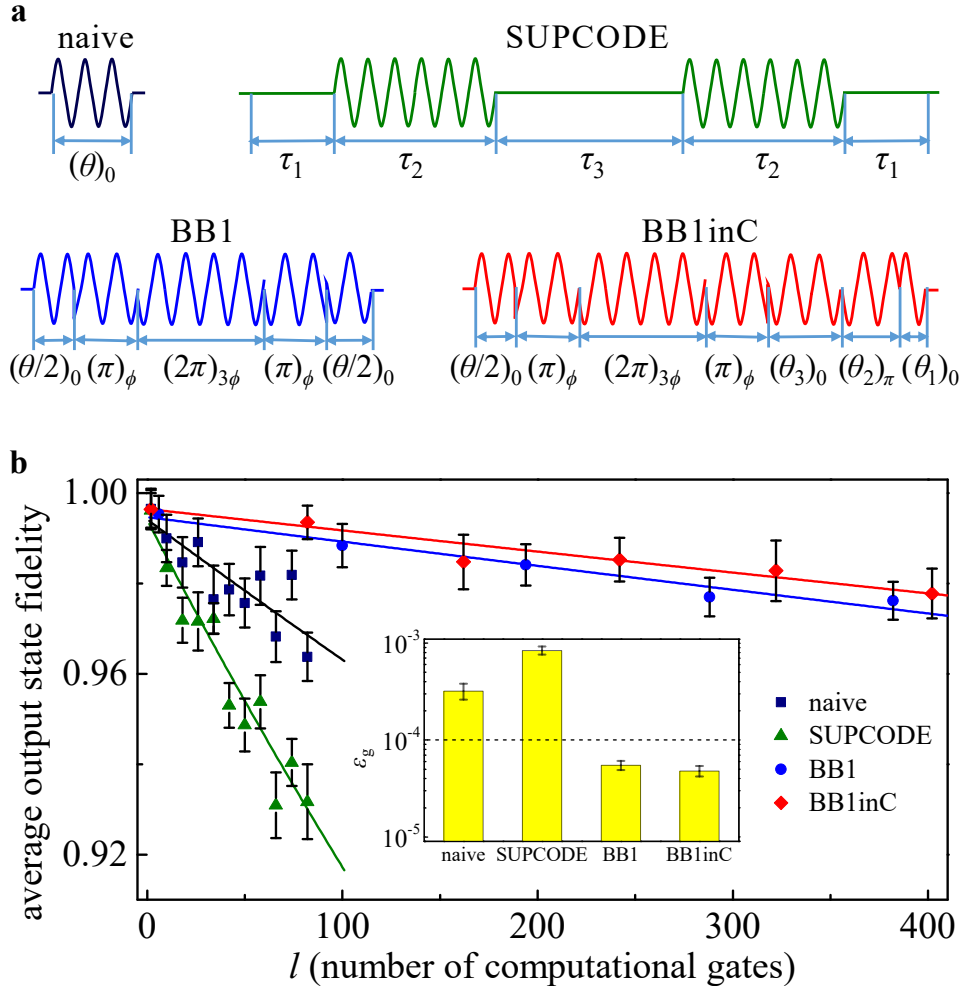 a
naive
SUPCODE
(θ)₀
τ₁ τ₂ τ₃ τ₂ τ₁
BB1
BB1inC
(θ/2)₀ (π)ᵩ (2π)₃ᵩ (π)ᵩ (θ/2)₀
(θ/2)₀ (π)ᵩ (2π)₃ᵩ (π)ᵩ (θ₃)₀ (θ₂)π (θ₁)₀
b
average output state fidelity
1.00
0.96
0.92
εg
10⁻³
10⁻⁴
10⁻⁵
naive SUPCODE BB1 BB1inC
naive
SUPCODE
BB1
BB1inC
0 100 200 300 400
l (number of computational gates)